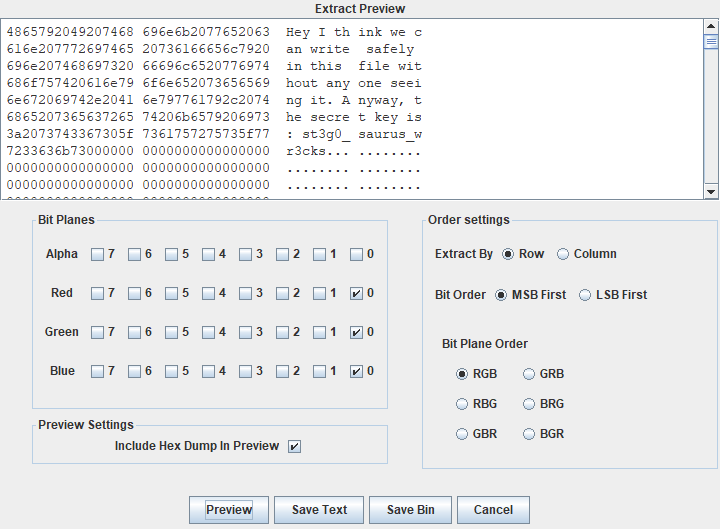 Extract Preview
4865792049207468 696e6b2077652063 Hey I th ink we c
616e207772697465 20736166656c7920 an write  safely
696e207468697320 66696c6520776974 in this  file wit
686f757420616e79 6f6e652073656569 hout any one seei
6e672069742e2041 6e797761792c2074 ng it. A nyway, t
6865207365637265 74206b6579206973 he secre t key is
3a2073743367305f 7361757275735f77 : st3g0_ saurus_w
7233636b73000000 0000000000000000 r3cks... ........
0000000000000000 0000000000000000 ........ ........
0000000000000000 0000000000000000 ........ ........
0000000000000000 0000000000000000
Bit Planes
Alpha 7 6 5 4 3 2 1 0
Red 7 6 5 4 3 2 1 0
Green 7 6 5 4 3 2 1 0
Blue 7 6 5 4 3 2 1 0
Preview Settings
Include Hex Dump In Preview
Order settings
Extract By Row Column
Bit Order MSB First LSB First
Bit Plane Order
RGB GRB
RBG BRG
GBR BGR
Preview Save Text Save Bin Cancel